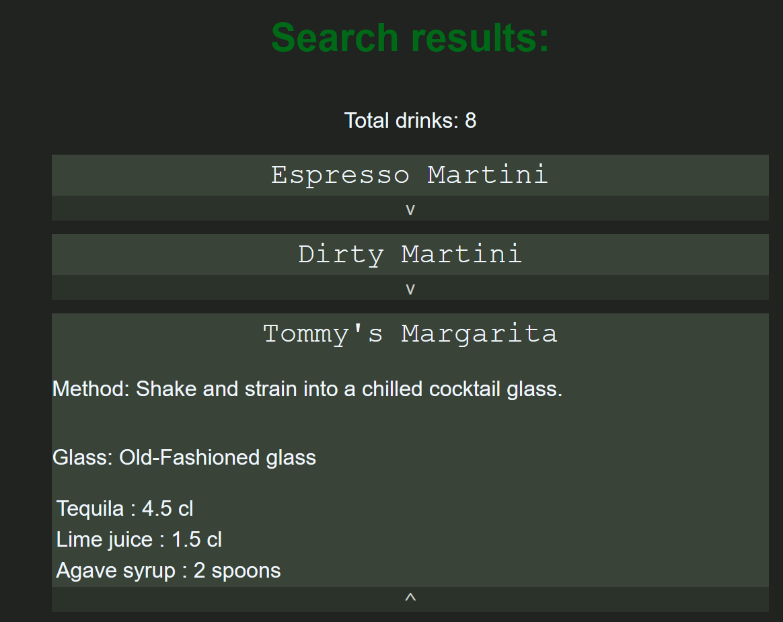 Search results:
Total drinks: 8
Espresso Martini
v
Dirty Martini
v
Tommy's Margarita
Method: Shake and strain into a chilled cocktail glass.
Glass: Old-Fashioned glass
Tequila : 4.5 cl
Lime juice : 1.5 cl
Agave syrup : 2 spoons
^